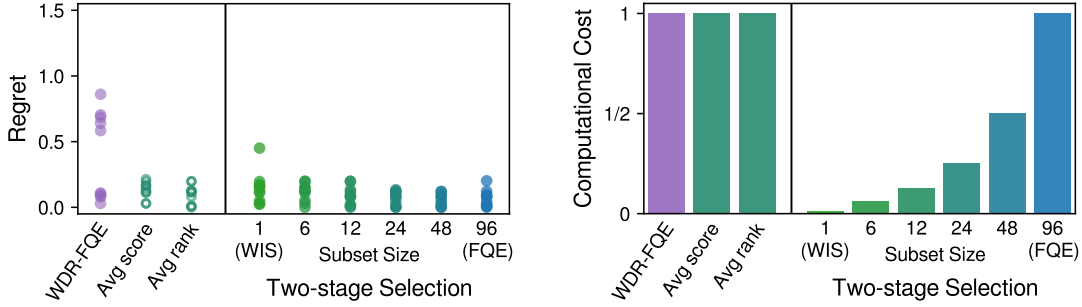 1.5
1.0
0.5
0.0
Regret
WDR-FQE
Avg score
Avg rank
1 6 12 24 48 96
(WIS) Subset Size (FQE)
Two-stage Selection
1
1/2
0
Computational Cost
WDR-FQE
Avg score
Avg rank
1 6 12 24 48 96
(WIS) Subset Size (FQE)
Two-stage Selection